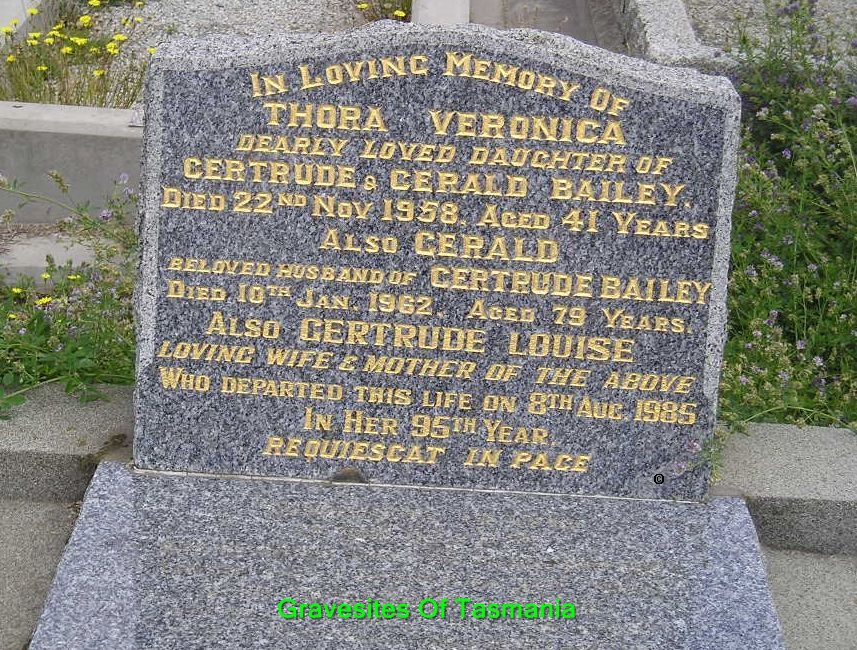 IN LOVING MEMORY OF
THORA VERONICA
DEARLY LOVED DAUGHTER OF
GERTRUDE & GERALD BAILEY.
DIED 22ND NOV 1958. AGED 41 YEARS
ALSO GERALD
BELOVED HUSBAND OF GERTRUDE BAILEY
DIED 10TH JAN. 1962. AGED 79 YEARS.
ALSO GERTRUDE LOUISE
LOVING WIFE & MOTHER OF THE ABOVE
WHO DEPARTED THIS LIFE ON 8TH AUG. 1985
IN HER 95TH YEAR.
REQUIESCAT IN PACE
Gravesites Of Tasmania